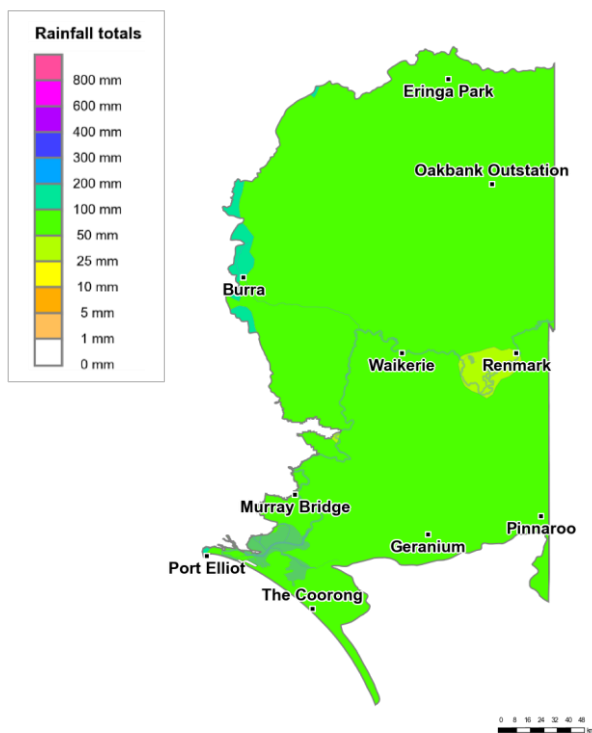 Rainfall totals
800 mm
600 mm
400 mm
300 mm
200 mm
100 mm
50 mm
25 mm
10 mm
5 mm
1 mm
0 mm
Eringa Park
Oakbank Outstation
Burra
Waikerie
Renmark
Murray Bridge
Pinnaroo
Geranium
Port Elliot
The Coorong
0 8 16 24 32 40 48